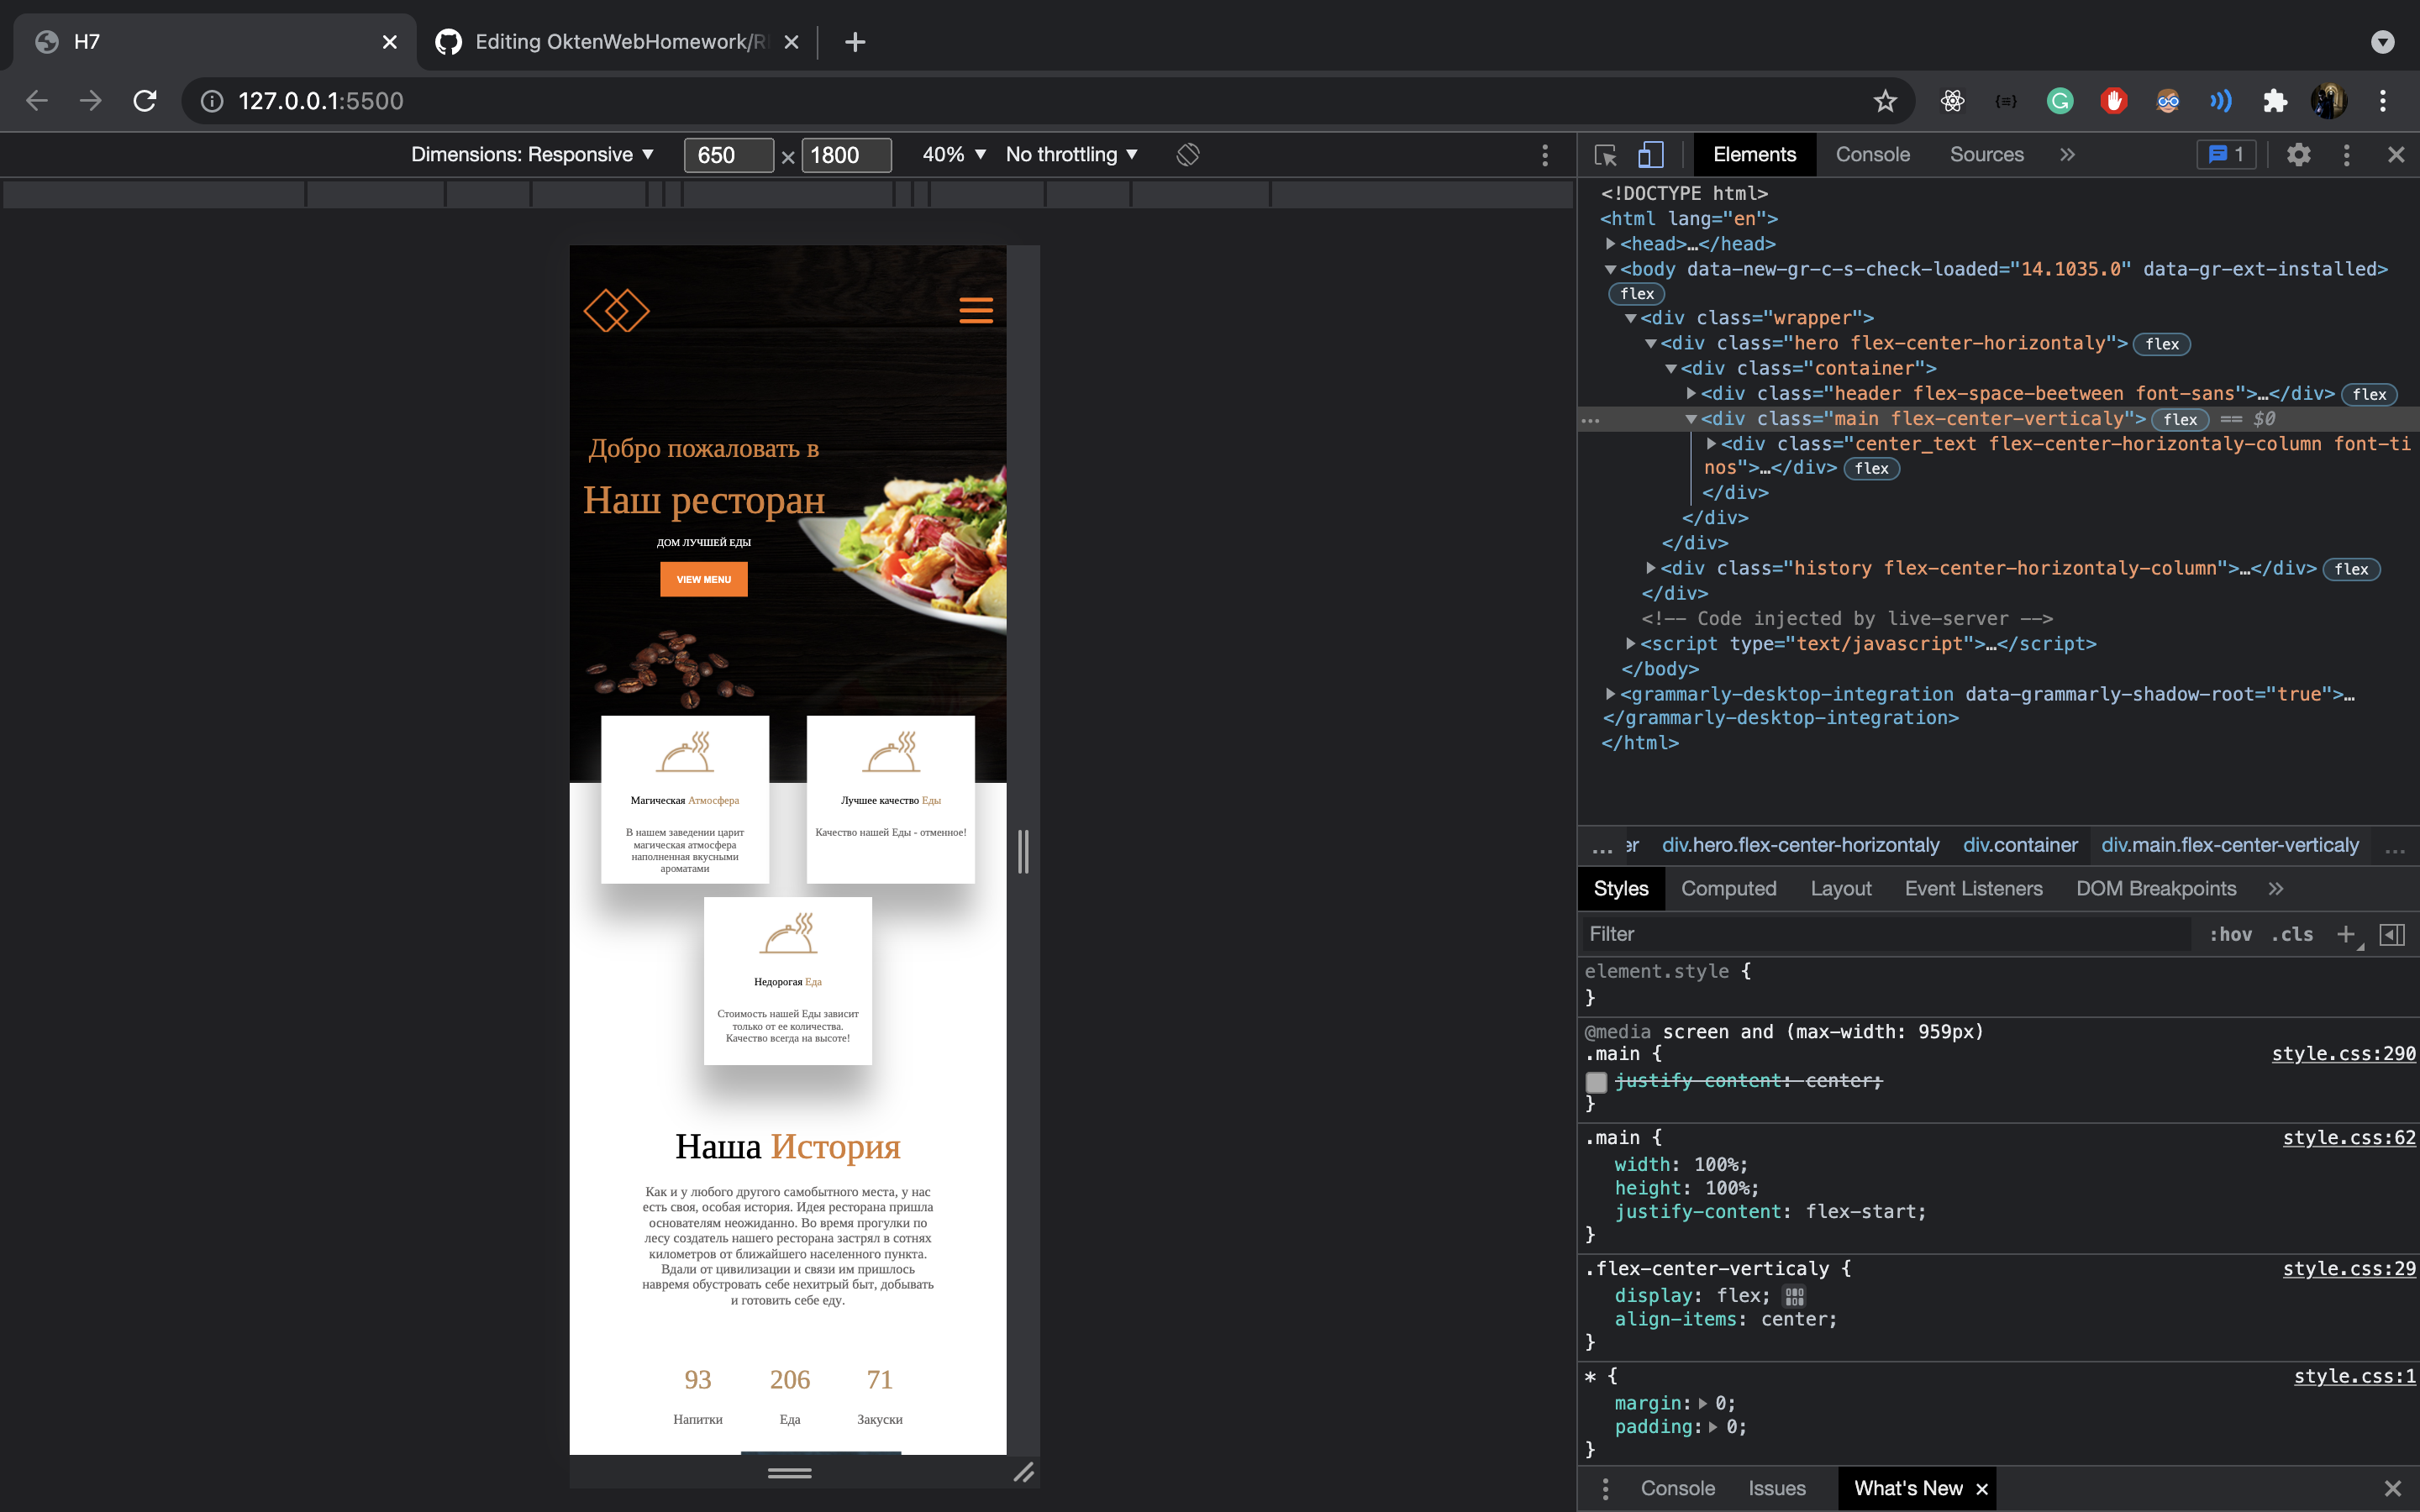 H7
Editing OktenWebHomework/R
127.0.0.1:5500
Dimensions: Responsive
650
×
1800
40%
No throttling
Добро пожаловать в
Наш ресторан
ДОМ ЛУЧШЕЙ ЕДЫ
VIEW MENU
Магическая Атмосфера
В нашем заведении царит
магическая атмосфера
наполненная вкусными
ароматами
Лучшее качество Еды
Качество нашей Еды - отменное!
Недорогая Еда
Стоимость нашей Еды зависит
только от ее количества.
Качество всегда на высоте!
Наша История
Как и у любого другого самобытного места, у нас
есть своя, особая история. Идея ресторана пришла
основателям неожиданно. Во время прогулки по
лесу создатель нашего ресторана застрял в сотнях
километров от ближайшего населенного пункта.
Вдали от цивилизации и связи им пришлось
навремя обустровать себе нехитрый быт, добывать
и готовить себе еду.
93 206 71
Напитки Еда Закуски
Elements Console Sources » 1
<!DOCTYPE html>
<html lang="en">
<head>…</head>
<body data-new-gr-c-s-check-loaded="14.1035.0" data-gr-ext-installed>
flex
<div class="wrapper">
<div class="hero flex-center-horizontaly"> flex
<div class="container">
<div class="header flex-space-beetween font-sans">…</div> flex
<div class="main flex-center-verticaly"> flex == $0
<div class="center_text flex-center-horizontaly-column font-ti
nos">…</div> flex
</div>
</div>
</div>
<div class="history flex-center-horizontaly-column">…</div> flex
</div>
<!-- Code injected by live-server -->
<script type="text/javascript">…</script>
</body>
<grammarly-desktop-integration data-grammarly-shadow-root="true">…
</grammarly-desktop-integration>
</html>
… er div.hero.flex-center-horizontaly div.container div.main.flex-center-verticaly …
Styles Computed Layout Event Listeners DOM Breakpoints »
Filter :hov .cls +
element.style {
}
@media screen and (max-width: 959px)
.main { style.css:290
justify-content: center;
}
.main { style.css:62
width: 100%;
height: 100%;
justify-content: flex-start;
}
.flex-center-verticaly { style.css:29
display: flex;
align-items: center;
}
* { style.css:1
margin: 0;
padding: 0;
}
Console Issues What's New